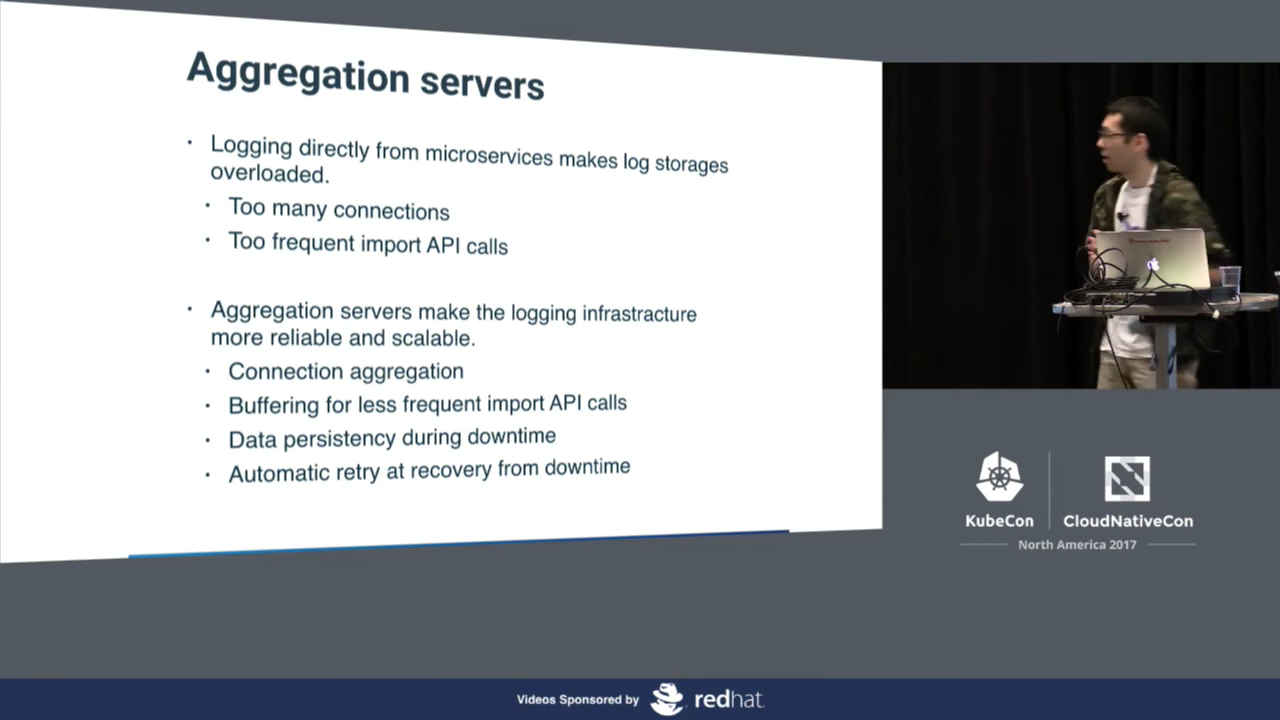 Aggregation servers
• Logging directly from microservices makes log storages
overloaded.
• Too many connections
• Too frequent import API calls
• Aggregation servers make the logging infrastracture
more reliable and scalable.
• Connection aggregation
• Buffering for less frequent import API calls
• Data persistency during downtime
• Automatic retry at recovery from downtime
KubeCon
CloudNativeCon
North America 2017
Videos Sponsored by
redhat.